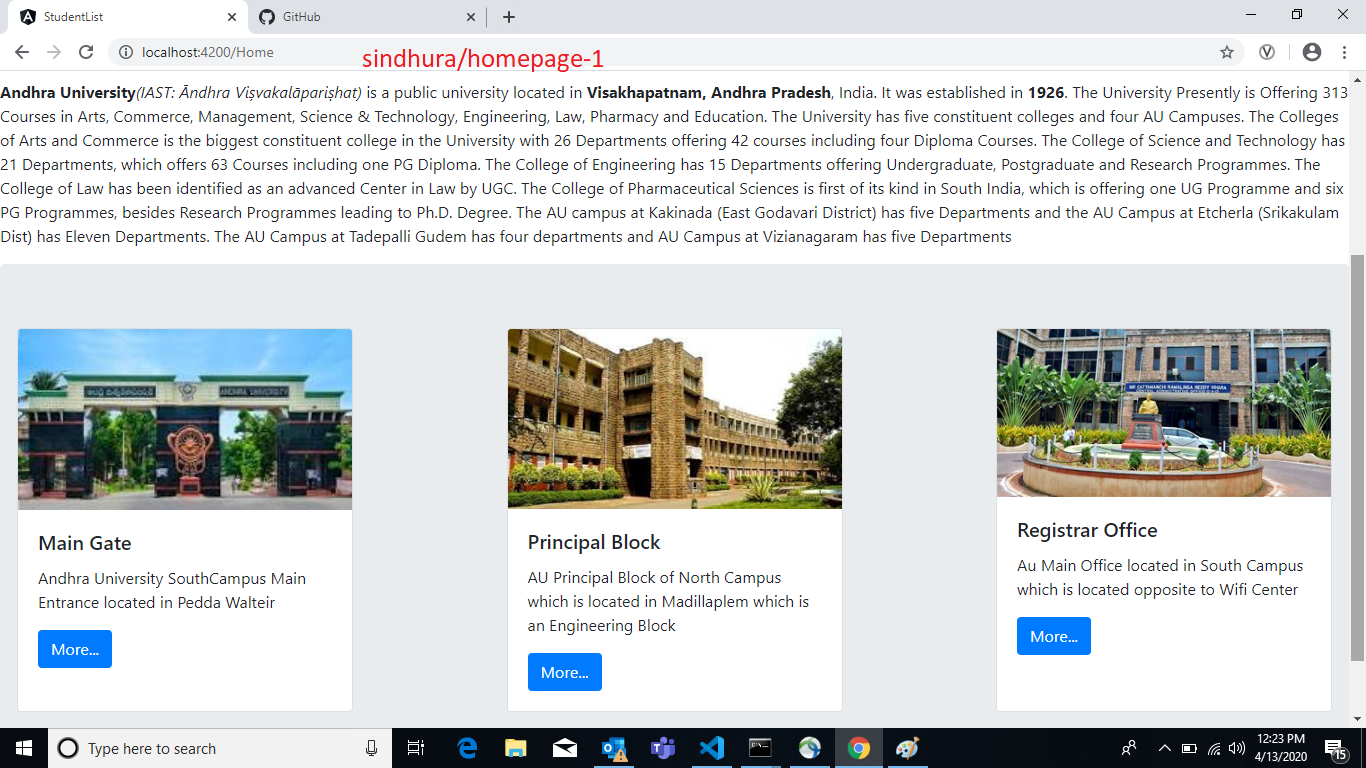 StudentList
GitHub
localhost:4200/Home
sindhura/homepage-1
Andhra University(IAST: Āndhra Viṣvakalāpariṣhat) is a public university located in Visakhapatnam, Andhra Pradesh, India. It was established in 1926. The University Presently is Offering 313
Courses in Arts, Commerce, Management, Science & Technology, Engineering, Law, Pharmacy and Education. The University has five constituent colleges and four AU Campuses. The Colleges
of Arts and Commerce is the biggest constituent college in the University with 26 Departments offering 42 courses including four Diploma Courses. The College of Science and Technology has
21 Departments, which offers 63 Courses including one PG Diploma. The College of Engineering has 15 Departments offering Undergraduate, Postgraduate and Research Programmes. The
College of Law has been identified as an advanced Center in Law by UGC. The College of Pharmaceutical Sciences is first of its kind in South India, which is offering one UG Programme and six
PG Programmes, besides Research Programmes leading to Ph.D. Degree. The AU campus at Kakinada (East Godavari District) has five Departments and the AU Campus at Etcherla (Srikakulam
Dist) has Eleven Departments. The AU Campus at Tadepalli Gudem has four departments and AU Campus at Vizianagaram has five Departments
ANDHRA UNIVERSITY
Main Gate
Andhra University SouthCampus Main
Entrance located in Pedda Walteir
More...
Principal Block
AU Principal Block of North Campus
which is located in Madillaplem which is
an Engineering Block
More...
SIR CATTAMANCHI RAMALINGA REDDY VIHARA
Registrar Office
Au Main Office located in South Campus
which is located opposite to Wifi Center
More...
Type here to search
12:23 PM
4/13/2020
15